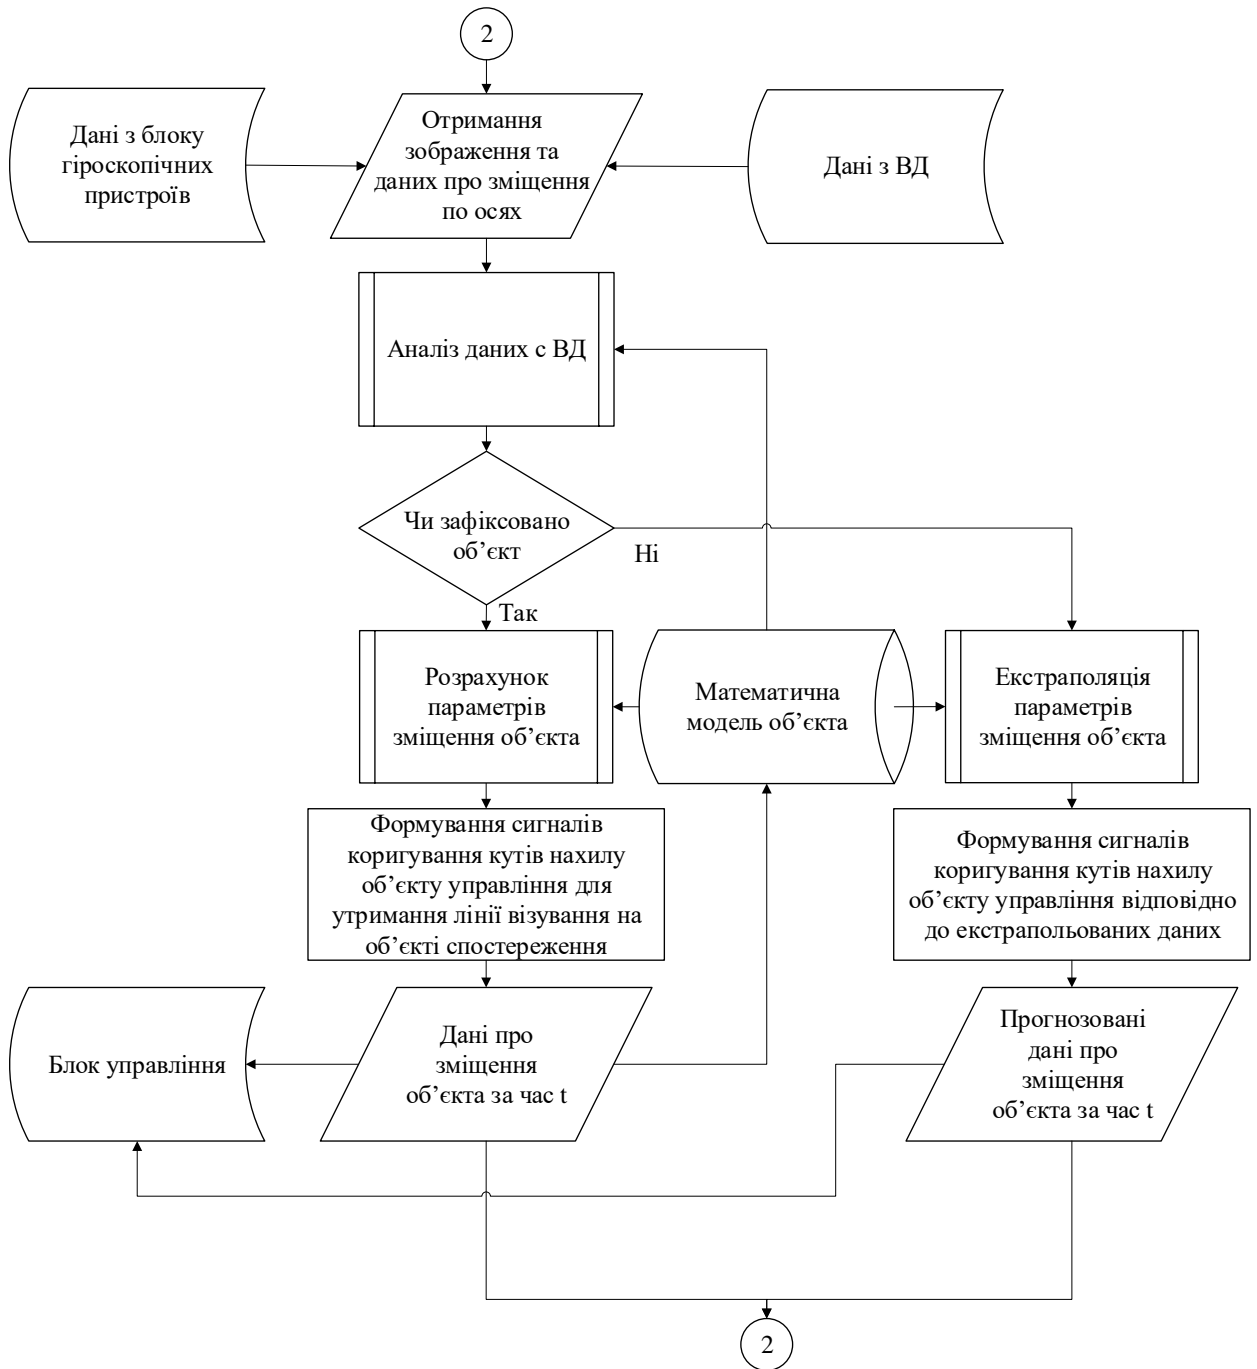 2
Дані з блоку
гіроскопічних
пристроїв
Отримання
зображення та
даних про зміщення
по осях
Дані з ВД
Аналіз даних с ВД
Чи зафіксовано
об’єкт
Ні
Так
Розрахунок
параметрів
зміщення об’єкта
Математична
модель об’єкта
Екстраполяція
параметрів
зміщення об’єкта
Формування сигналів
коригування кутів нахилу
об’єкту управління для
утримання лінії візування на
об’єкті спостереження
Формування сигналів
коригування кутів нахилу
об’єкту управління відповідно
до екстрапольованих даних
Блок управління
Дані про
зміщення
об’єкта за час t
Прогнозовані
дані про
зміщення
об’єкта за час t
2